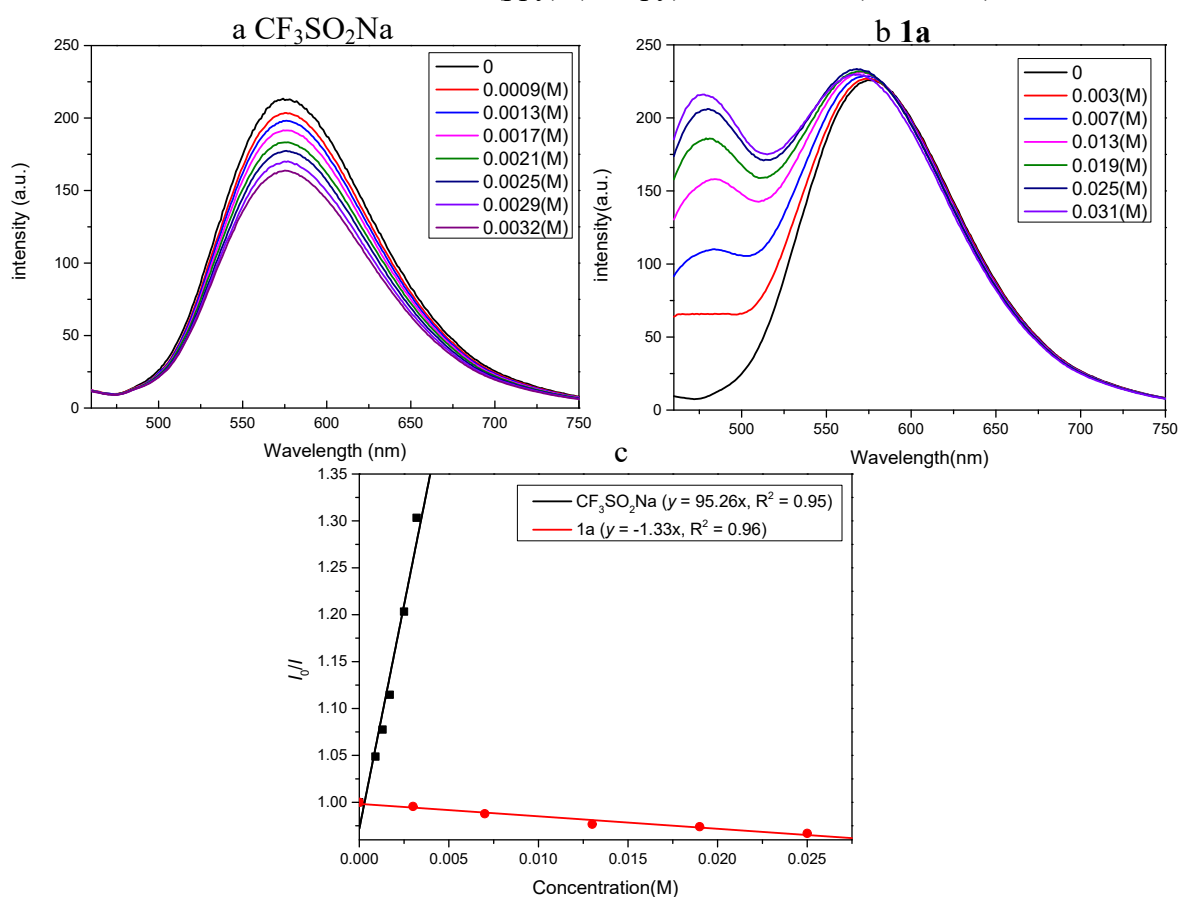 a CF₃SO₂Na
b 1a
250
200
150
100
50
0
intensity (a.u.)
500
550
600
650
700
750
Wavelength (nm)
0
0.0009(M)
0.0013(M)
0.0017(M)
0.0021(M)
0.0025(M)
0.0029(M)
0.0032(M)
250
200
150
100
50
0
intensity(a.u.)
500
550
600
650
700
750
Wavelength(nm)
0
0.003(M)
0.007(M)
0.013(M)
0.019(M)
0.025(M)
0.031(M)
c
1.35
1.30
1.25
1.20
1.15
1.10
1.05
1.00
I₀/I
0.000
0.005
0.010
0.015
0.020
0.025
Concentration(M)
CF₃SO₂Na (y = 95.26x, R² = 0.95)
1a (y = -1.33x, R² = 0.96)